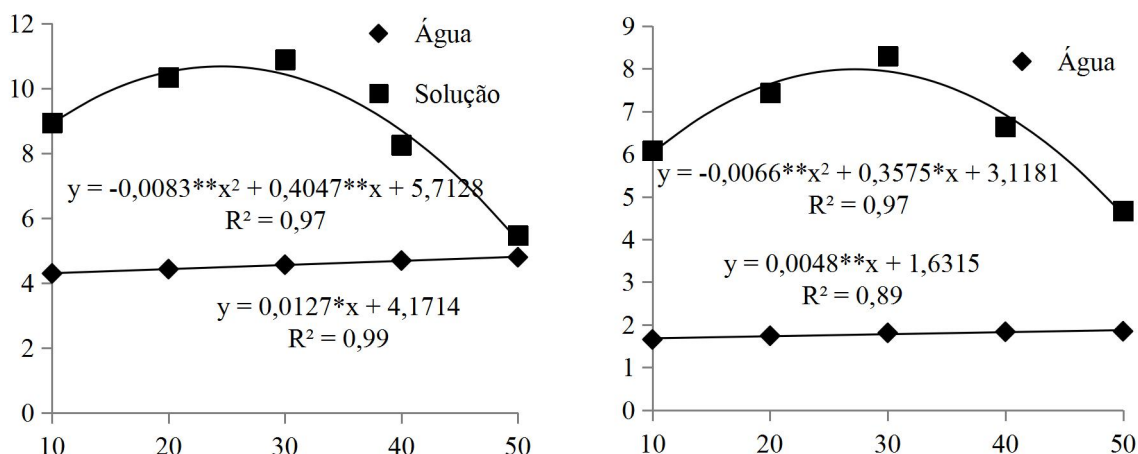 12
10
8
6
4
2
0
10
20
30
40
50
Água
Solução
y = -0,0083**x² + 0,4047**x + 5,7128
R² = 0,97
y = 0,0127*x + 4,1714
R² = 0,99
9
8
7
6
5
4
3
2
1
0
10
20
30
40
50
Água
y = -0,0066**x² + 0,3575*x + 3,1181
R² = 0,97
y = 0,0048**x + 1,6315
R² = 0,89